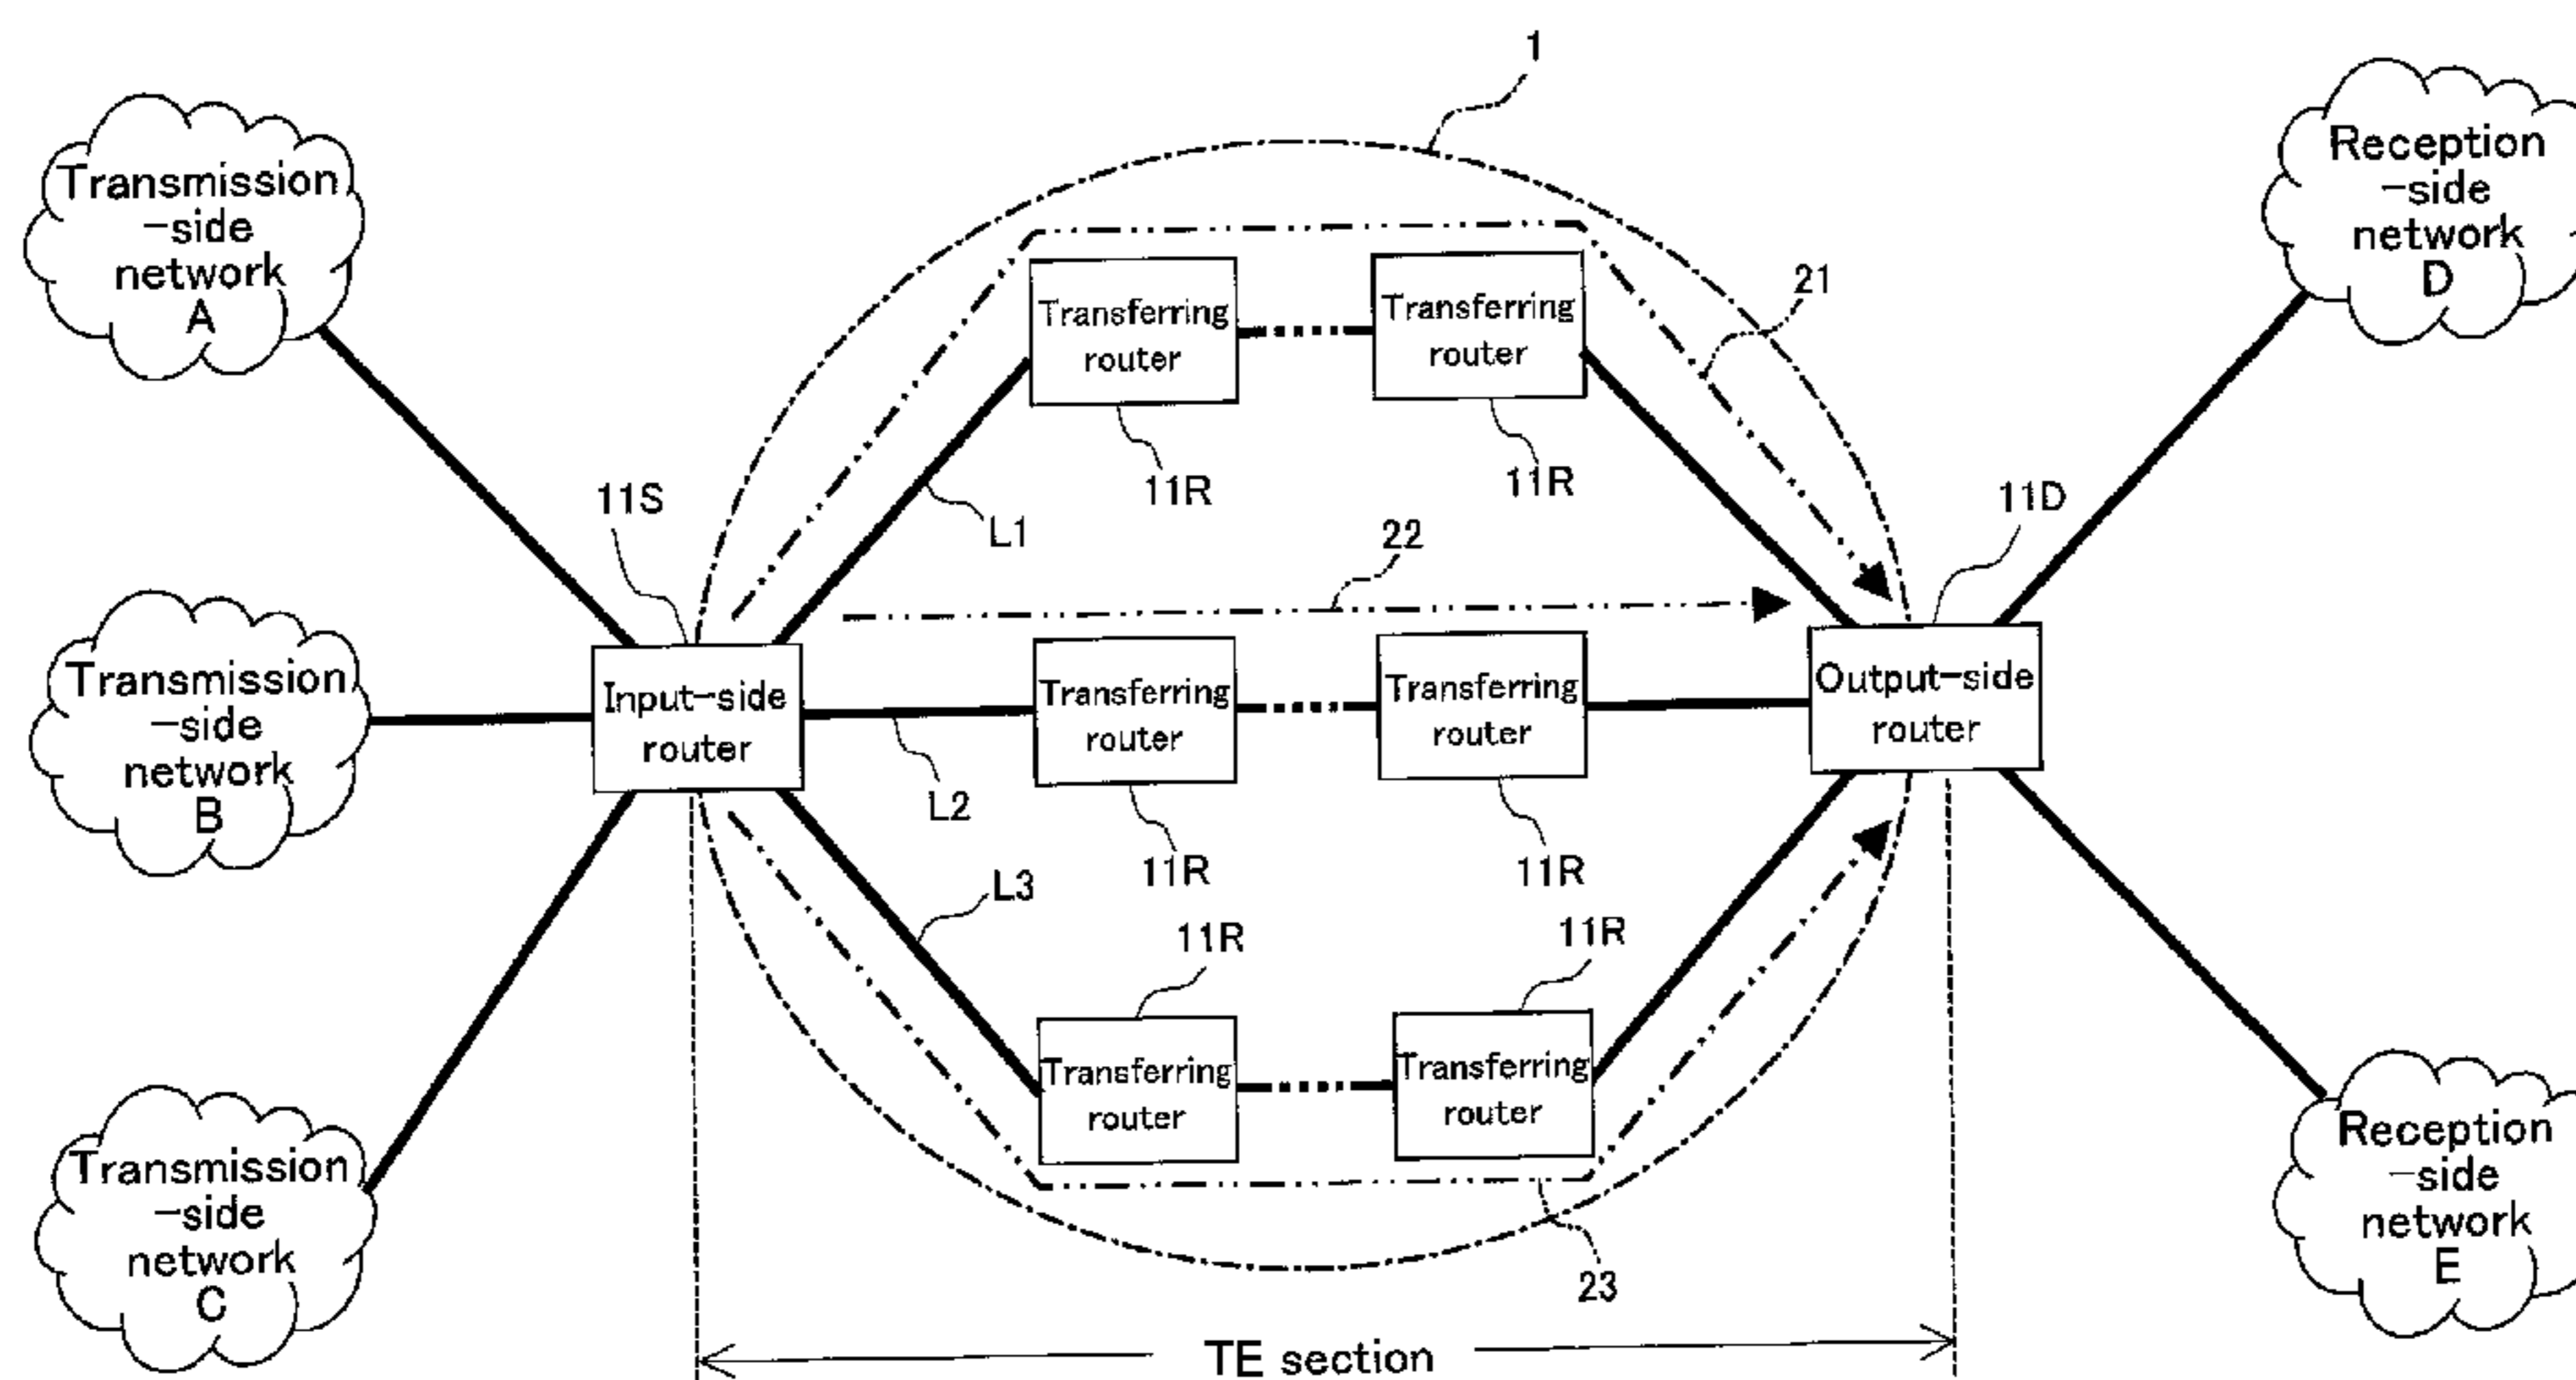 1
Transmission
-side
network
A
Reception
-side
network
D
Transferring
router
Transferring
router
21
11R
11R
11S
L1
22
11D
Transmission
-side
network
B
Input-side
router
Transferring
router
Transferring
router
Output-side
router
L2
11R
11R
L3
11R
11R
Transferring
router
Transferring
router
Transmission
-side
network
C
Reception
-side
network
E
23
TE section